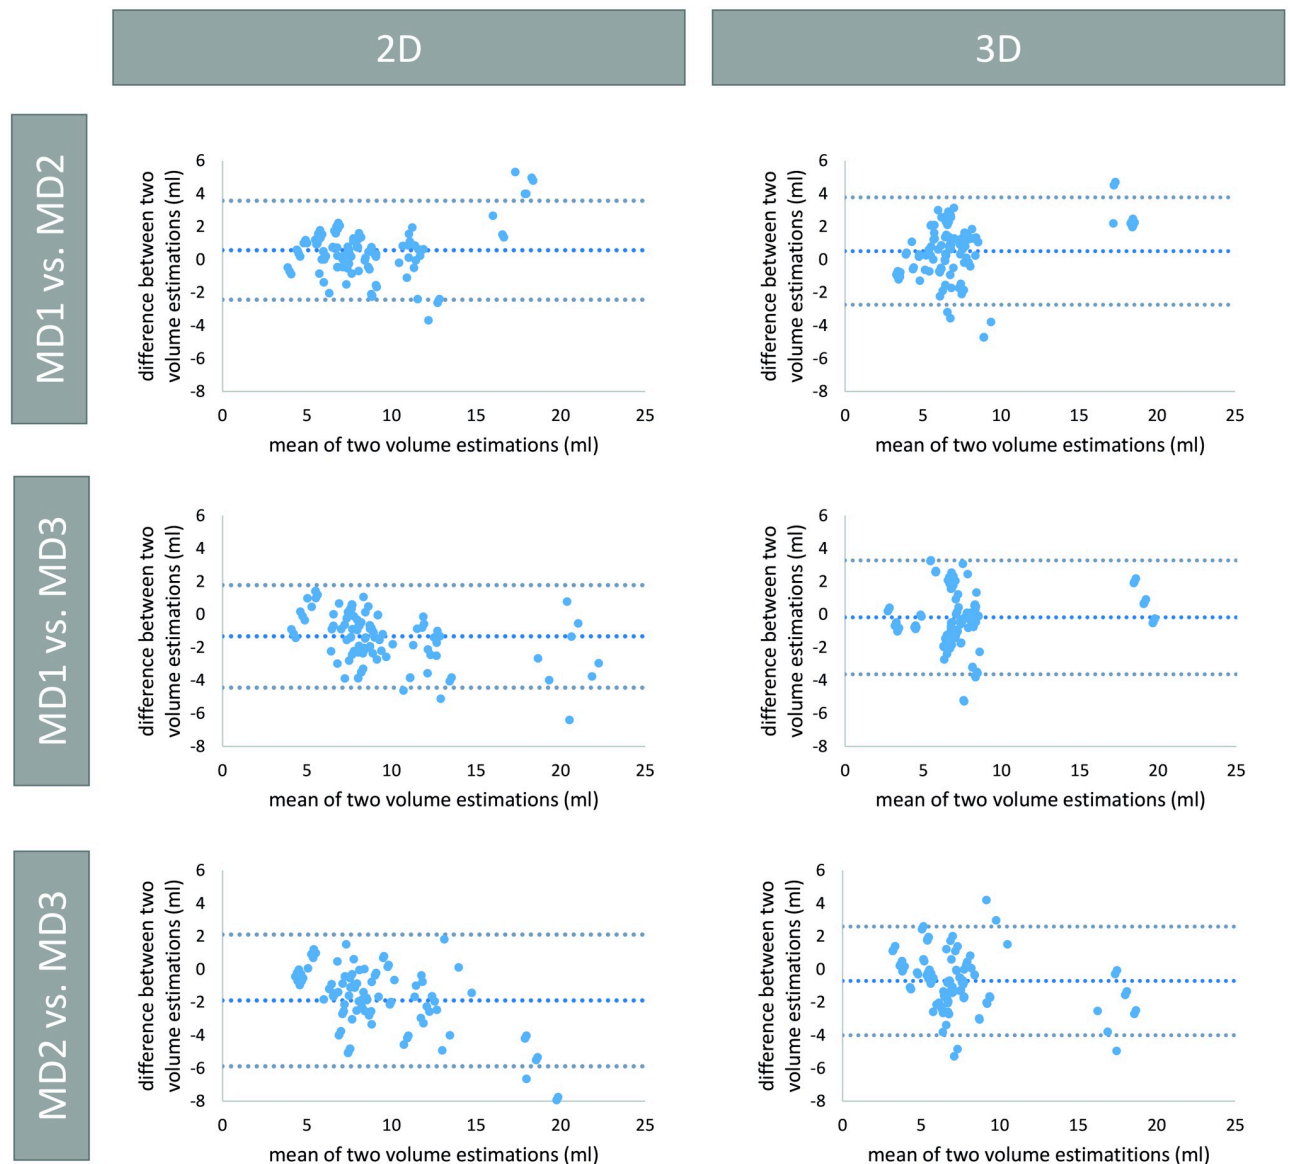 2D
3D
MD1 vs. MD2
difference between two
volume estimations (ml)
6
4
2
0
-2
-4
-6
-8
0 5 10 15 20 25
mean of two volume estimations (ml)
difference between two
volume estimations (ml)
6
4
2
0
-2
-4
-6
-8
0 5 10 15 20 25
mean of two volume estimations (ml)
MD1 vs. MD3
difference between two
volume estimations (ml)
6
4
2
0
-2
-4
-6
-8
0 5 10 15 20 25
mean of two volume estimations (ml)
difference between two
volume estimations (ml)
6
4
2
0
-2
-4
-6
-8
0 5 10 15 20 25
mean of two volume estimations (ml)
MD2 vs. MD3
difference between two
volume estimations (ml)
6
4
2
0
-2
-4
-6
-8
0 5 10 15 20 25
mean of two volume estimations (ml)
difference between two
volume estimations (ml)
6
4
2
0
-2
-4
-6
-8
0 5 10 15 20 25
mean of two volume estimatitions (ml)